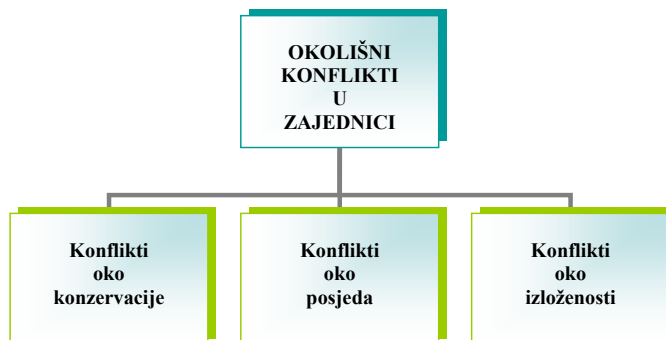 OKOLIŠNI
KONFLIKTI
U
ZAJEDNICI
Konflikti
oko
konzervacije
Konflikti
oko
posjeda
Konflikti
oko
izloženosti